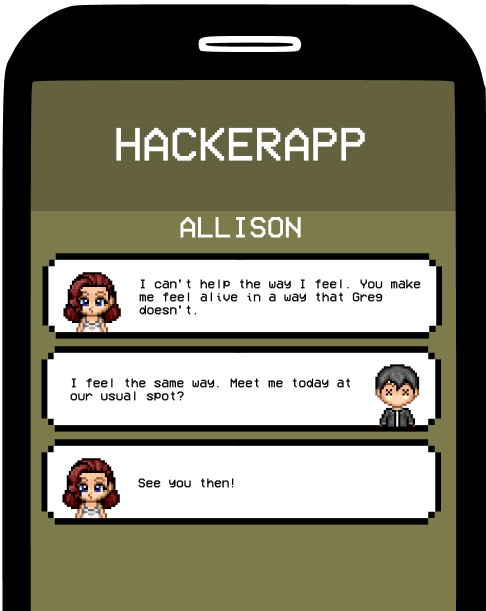 HACKERAPP
ALLISON
I can't help the way I feel. You make
me feel alive in a way that Greg
doesn't.
I feel the same way. Meet me today at
our usual spot?
See you then!